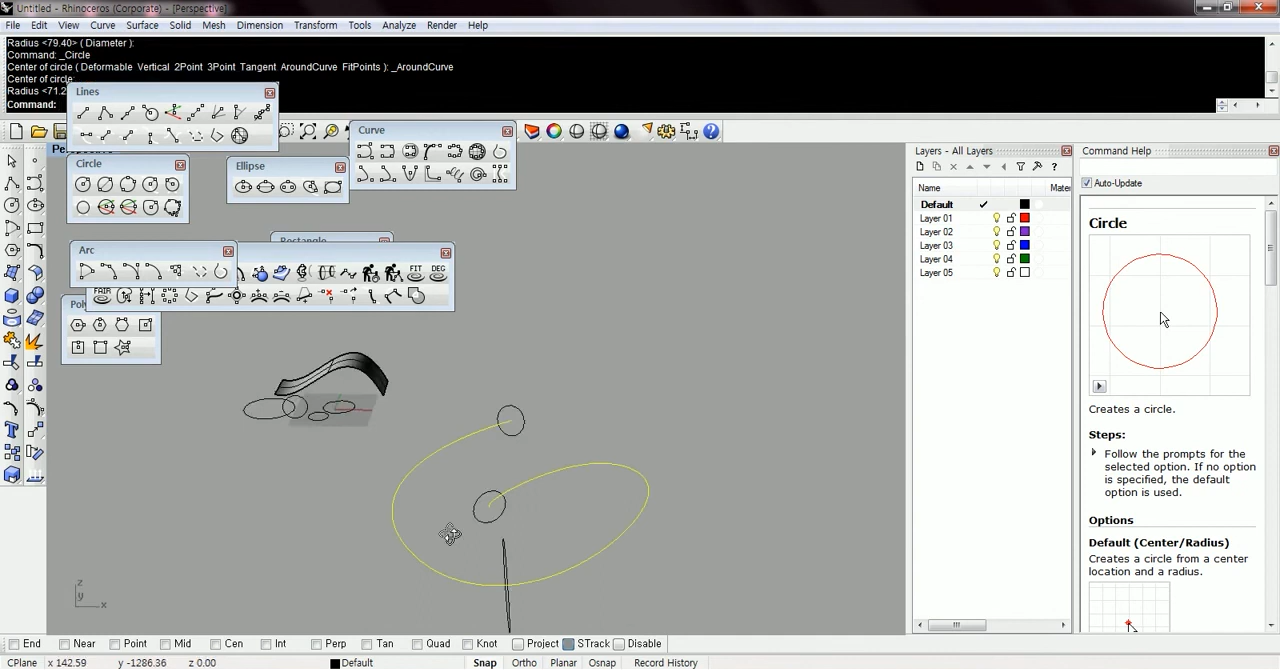 Untitled - Rhinoceros (Corporate) - [Perspective]
File Edit View Curve Surface Solid Mesh Dimension Transform Tools Analyze Render Help
Radius <79.40> ( Diameter ):
Command: _Circle
Center of circle ( Deformable Vertical 2Point 3Point Tangent AroundCurve FitPoints ): _AroundCurve
Center of circle:
Radius <71.2
Command:
Lines
Curve
Circle
Ellipse
Rectangle
Arc
FIT DEG
FAIR
Pol
Layers - All Layers
Name Mater
Default
Layer 01
Layer 02
Layer 03
Layer 04
Layer 05
Command Help
Auto-Update
Circle
Creates a circle.
Steps:
Follow the prompts for the
selected option. If no option
is specified, the default
option is used.
Options
Default (Center/Radius)
Creates a circle from a center
location and a radius.
z
y
x
End Near Point Mid Cen Int Perp Tan Quad Knot Project STrack Disable
CPlane x 142.59 y -1286.36 z 0.00 Default Snap Ortho Planar Osnap Record History